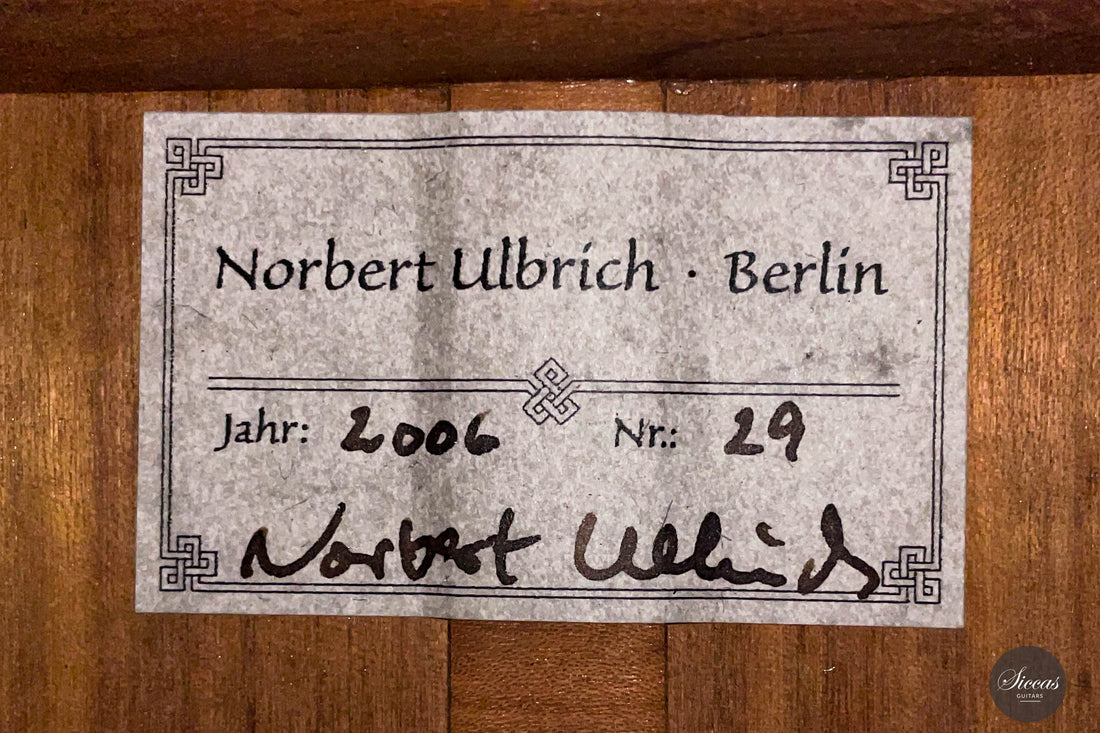 Norbert Ulbrich · Berlin
Jahr: 2006 Nr.: 29
Norbert Ulbrich
Siccas
GUITARS